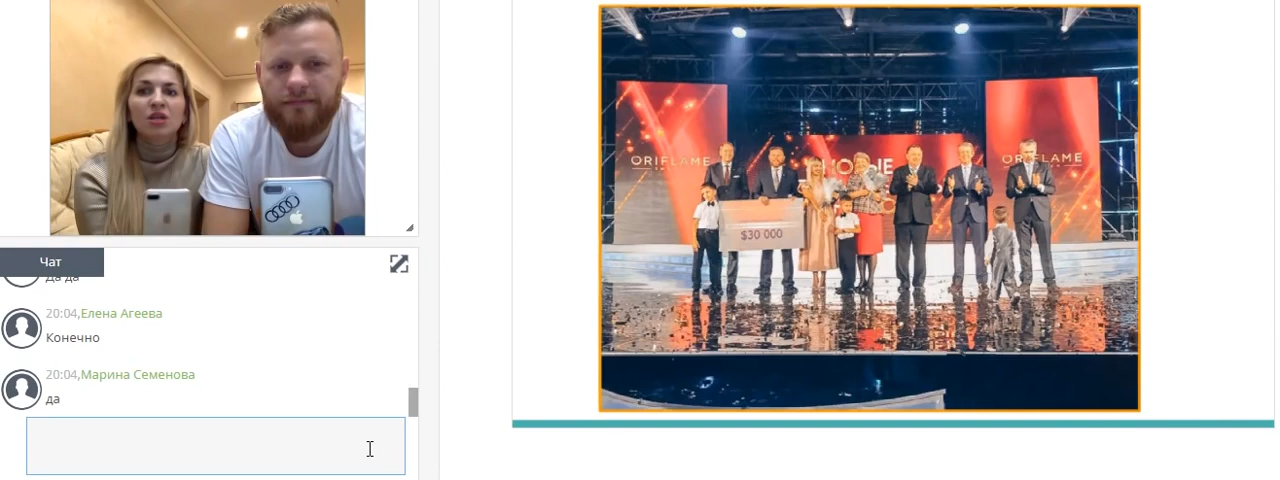 Чат
Да да
20:04,Елена Агеева
Конечно
20:04,Марина Семенова
да
ORIFLAME
ORIFLAME
$30 000